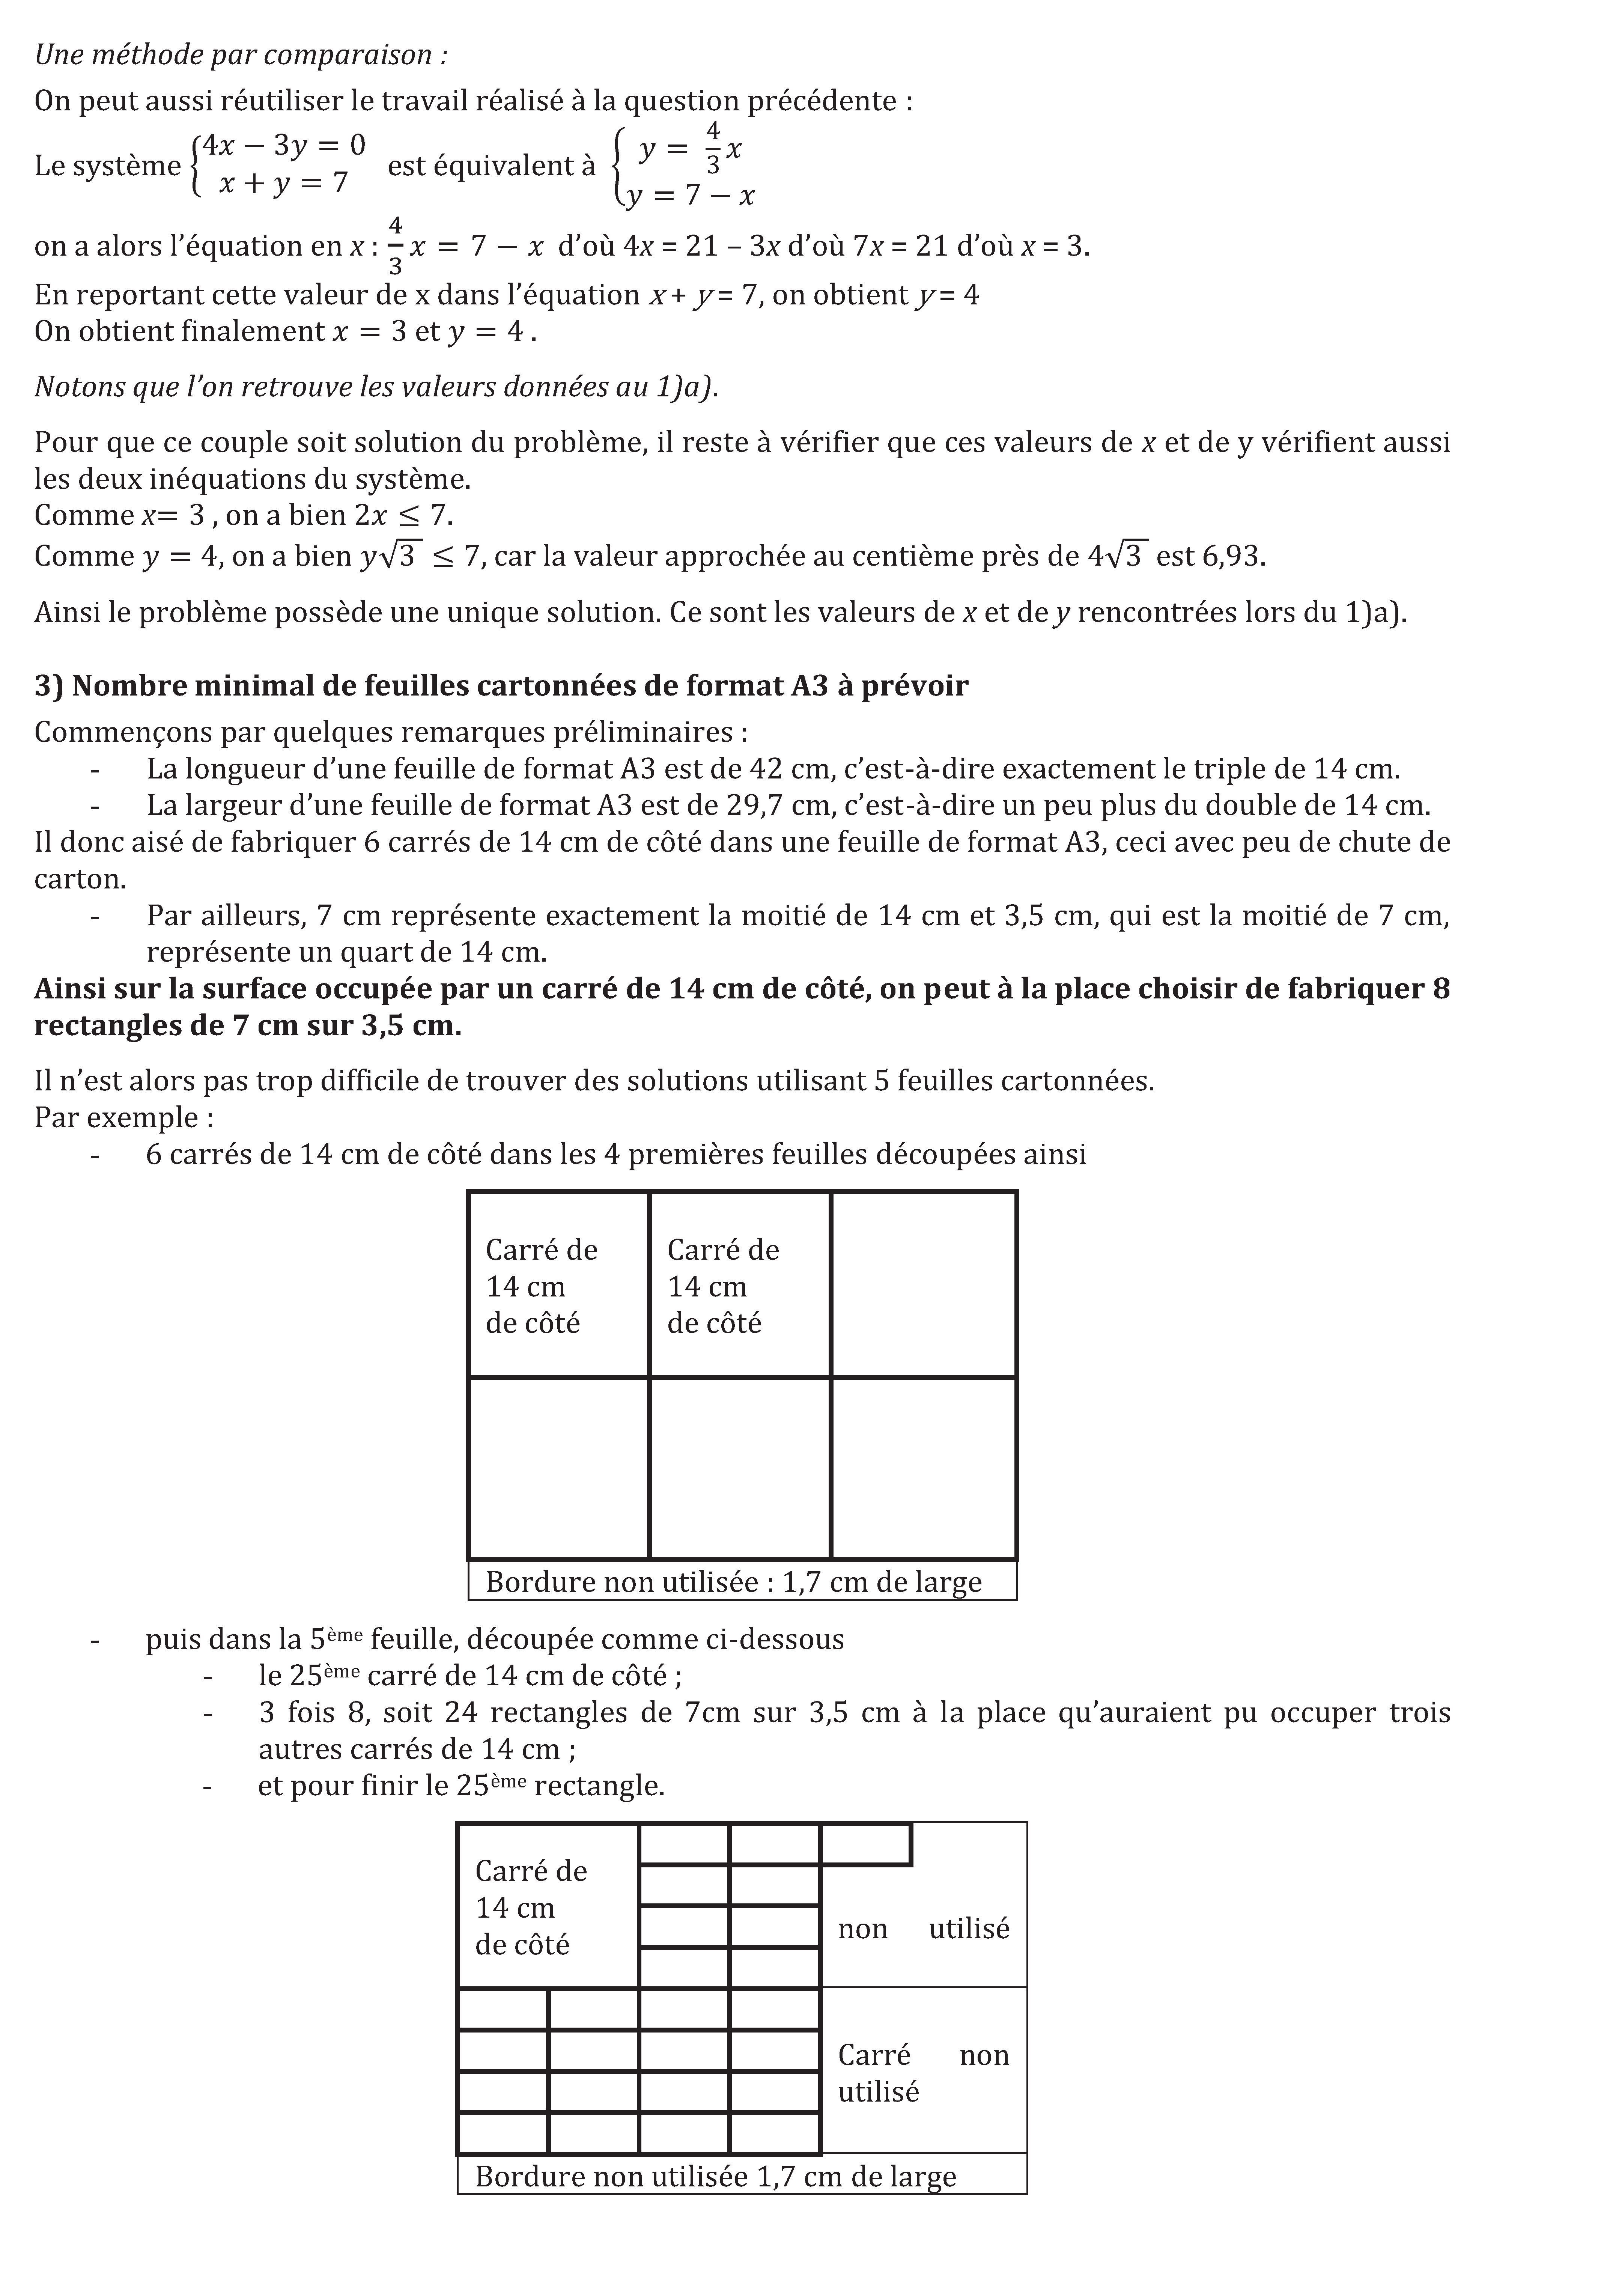 Une méthode par comparaison :
On peut aussi réutiliser le travail réalisé à la question précédente :
Le système {4x − 3y = 0 ; x + y = 7 est équivalent à {y = 4/3 x ; y = 7 − x
on a alors l’équation en x : 4/3 x = 7 − x d’où 4x = 21 – 3x d’où 7x = 21 d’où x = 3.
En reportant cette valeur de x dans l’équation x + y = 7, on obtient y = 4
On obtient finalement x = 3 et y = 4 .
Notons que l’on retrouve les valeurs données au 1)a).
Pour que ce couple soit solution du problème, il reste à vérifier que ces valeurs de x et de y vérifient aussi
les deux inéquations du système.
Comme x= 3 , on a bien 2x ≤ 7.
Comme y = 4, on a bien y√3 ≤ 7, car la valeur approchée au centième près de 4√3 est 6,93.
Ainsi le problème possède une unique solution. Ce sont les valeurs de x et de y rencontrées lors du 1)a).
3) Nombre minimal de feuilles cartonnées de format A3 à prévoir
Commençons par quelques remarques préliminaires :
- La longueur d’une feuille de format A3 est de 42 cm, c’est-à-dire exactement le triple de 14 cm.
- La largeur d’une feuille de format A3 est de 29,7 cm, c’est-à-dire un peu plus du double de 14 cm.
Il donc aisé de fabriquer 6 carrés de 14 cm de côté dans une feuille de format A3, ceci avec peu de chute de
carton.
- Par ailleurs, 7 cm représente exactement la moitié de 14 cm et 3,5 cm, qui est la moitié de 7 cm,
représente un quart de 14 cm.
Ainsi sur la surface occupée par un carré de 14 cm de côté, on peut à la place choisir de fabriquer 8
rectangles de 7 cm sur 3,5 cm.
Il n’est alors pas trop difficile de trouver des solutions utilisant 5 feuilles cartonnées.
Par exemple :
- 6 carrés de 14 cm de côté dans les 4 premières feuilles découpées ainsi
Carré de
14 cm
de côté
Carré de
14 cm
de côté
Bordure non utilisée : 1,7 cm de large
- puis dans la 5ème feuille, découpée comme ci-dessous
- le 25ème carré de 14 cm de côté ;
- 3 fois 8, soit 24 rectangles de 7cm sur 3,5 cm à la place qu’auraient pu occuper trois
autres carrés de 14 cm ;
- et pour finir le 25ème rectangle.
Carré de
14 cm
de côté
non utilisé
Carré non
utilisé
Bordure non utilisée 1,7 cm de large